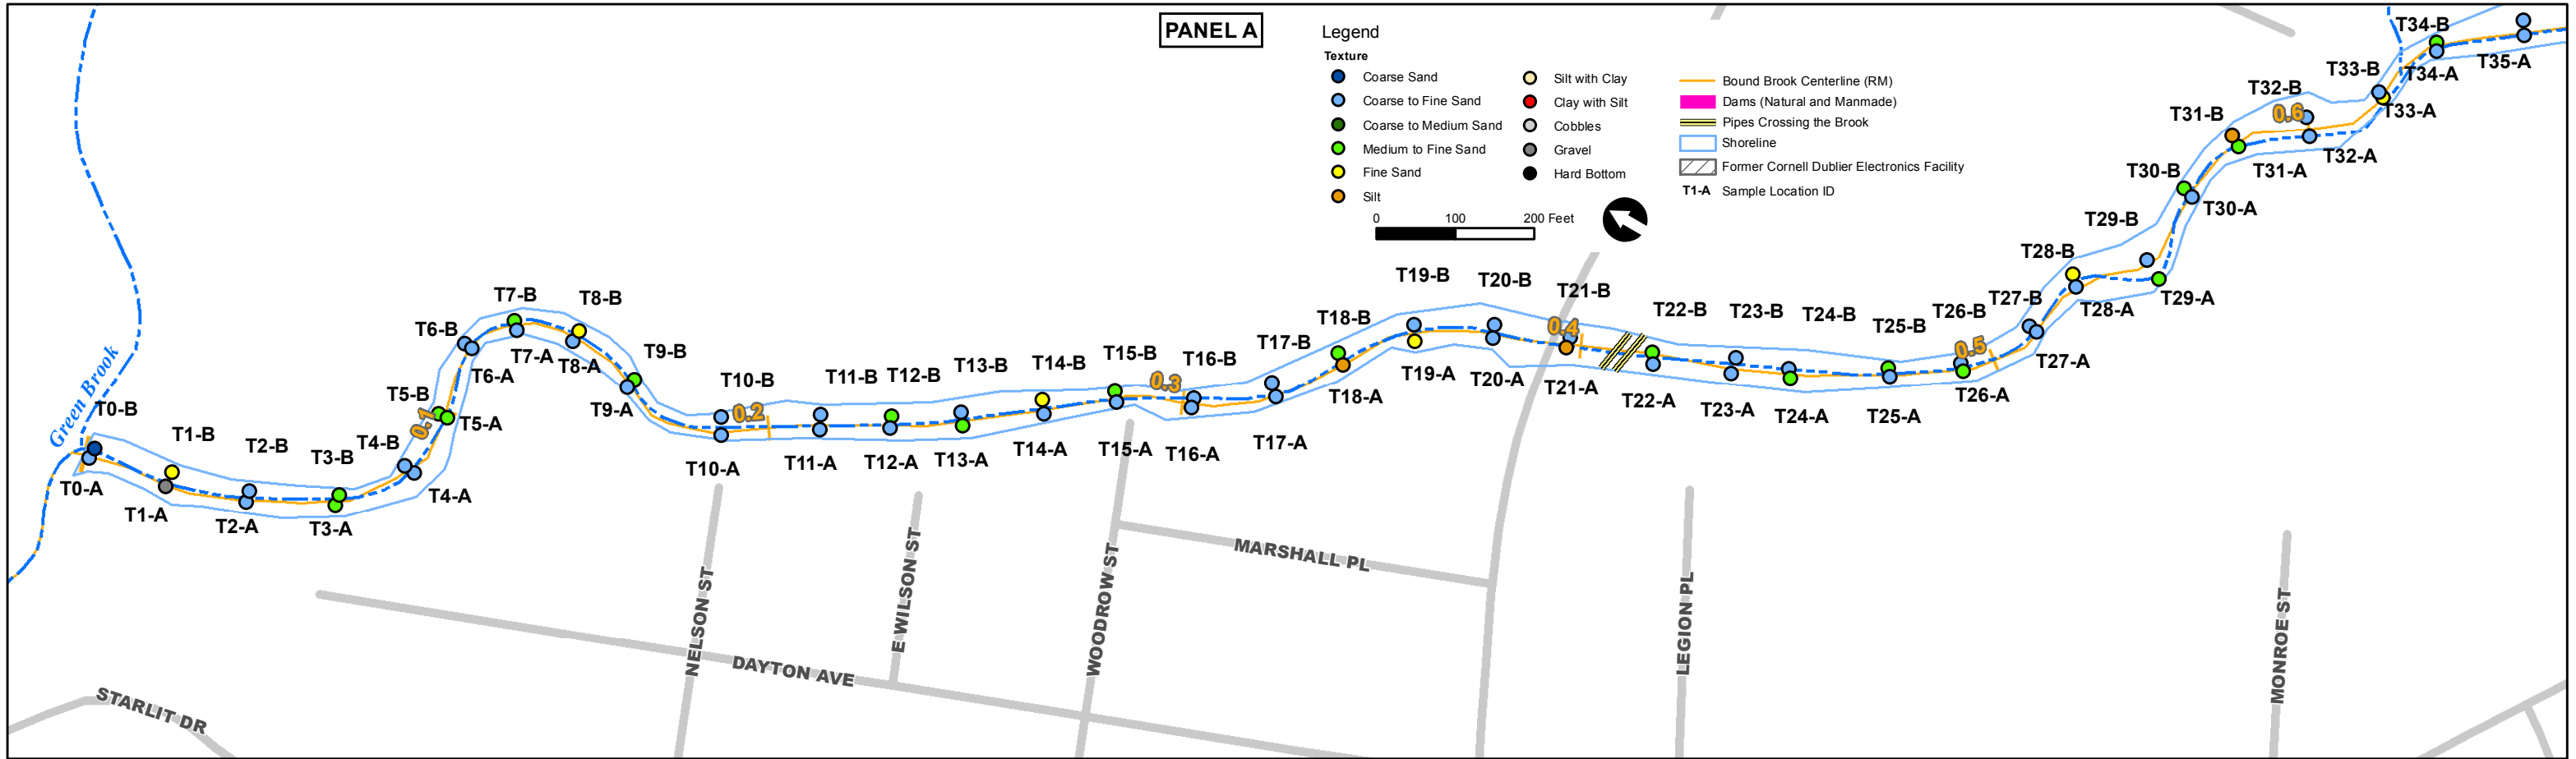 PANEL A
Legend
Texture
Coarse Sand
Coarse to Fine Sand
Coarse to Medium Sand
Medium to Fine Sand
Fine Sand
Silt
Silt with Clay
Clay with Silt
Cobbles
Gravel
Hard Bottom
Bound Brook Centerline (RM)
Dams (Natural and Manmade)
Pipes Crossing the Brook
Shoreline
Former Cornell Dublier Electronics Facility
T1-A Sample Location ID
0 100 200 Feet
Green Brook
T0-B
T0-A
T1-B
T1-A
T2-B
T2-A
T3-B
T3-A
T4-B
T4-A
T5-B
0.1
T5-A
T6-B
T6-A
T7-B
T7-A
T8-B
T8-A
T9-B
T9-A
T10-B
0.2
T10-A
T11-B
T11-A
T12-B
T12-A
T13-B
T13-A
T14-B
T14-A
T15-B
T15-A
0.3
T16-B
T16-A
T17-B
T17-A
T18-B
T18-A
T19-B
T19-A
T20-B
T20-A
T21-B
0.4
T21-A
T22-B
T22-A
T23-B
T23-A
T24-B
T24-A
T25-B
T25-A
T26-B
0.5
T26-A
T27-B
T27-A
T28-B
T28-A
T29-B
T29-A
T30-B
T30-A
T31-B
T31-A
T32-B
0.6
T32-A
T33-B
T33-A
T34-B
T34-A
T35-A
STARLIT DR
DAYTON AVE
NELSON ST
E WILSON ST
WOODROW ST
MARSHALL PL
LEGION PL
MONROE ST